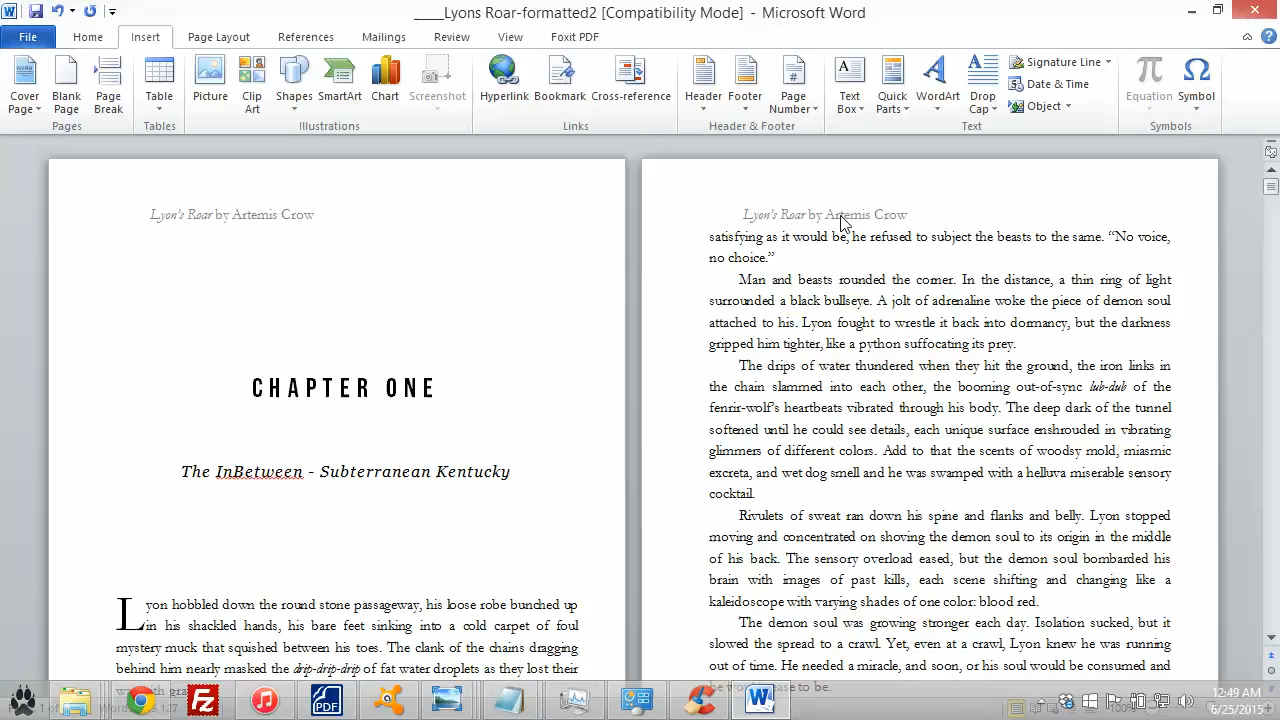 ____Lyons Roar-formatted2 [Compatibility Mode] - Microsoft Word
File Home Insert Page Layout References Mailings Review View Foxit PDF
Cover Page Blank Page Page Break Table Picture Clip Art Shapes SmartArt Chart Screenshot Hyperlink Bookmark Cross-reference Header Footer Page Number Text Box Quick Parts WordArt Drop Cap Signature Line Date & Time Object Equation Symbol
Pages Tables Illustrations Links Header & Footer Text Symbols
Lyon's Roar by Artemis Crow
CHAPTER ONE
The InBetween - Subterranean Kentucky
Lyon hobbled down the round stone passageway, his loose robe bunched up
in his shackled hands, his bare feet sinking into a cold carpet of foul
mystery muck that squished between his toes. The clank of the chains dragging
behind him nearly masked the drip-drip-drip of fat water droplets as they lost their
Lyon's Roar by Artemis Crow
satisfying as it would be, he refused to subject the beasts to the same. “No voice,
no choice.”
Man and beasts rounded the corner. In the distance, a thin ring of light
surrounded a black bullseye. A jolt of adrenaline woke the piece of demon soul
attached to his. Lyon fought to wrestle it back into dormancy, but the darkness
gripped him tighter, like a python suffocating its prey.
The drips of water thundered when they hit the ground, the iron links in
the chain slammed into each other, the booming out-of-sync lub-dub of the
fenrir-wolf's heartbeats vibrated through his body. The deep dark of the tunnel
softened until he could see details, each unique surface enshrouded in vibrating
glimmers of different colors. Add to that the scents of woodsy mold, miasmic
excreta, and wet dog smell and he was swamped with a helluva miserable sensory
cocktail.
Rivulets of sweat ran down his spine and flanks and belly. Lyon stopped
moving and concentrated on shoving the demon soul to its origin in the middle
of his back. The sensory overload eased, but the demon soul bombarded his
brain with images of past kills, each scene shifting and changing like a
kaleidoscope with varying shades of one color: blood red.
The demon soul was growing stronger each day. Isolation sucked, but it
slowed the spread to a crawl. Yet, even at a crawl, Lyon knew he was running
out of time. He needed a miracle, and soon, or his soul would be consumed and
12:49 AM
6/25/2015